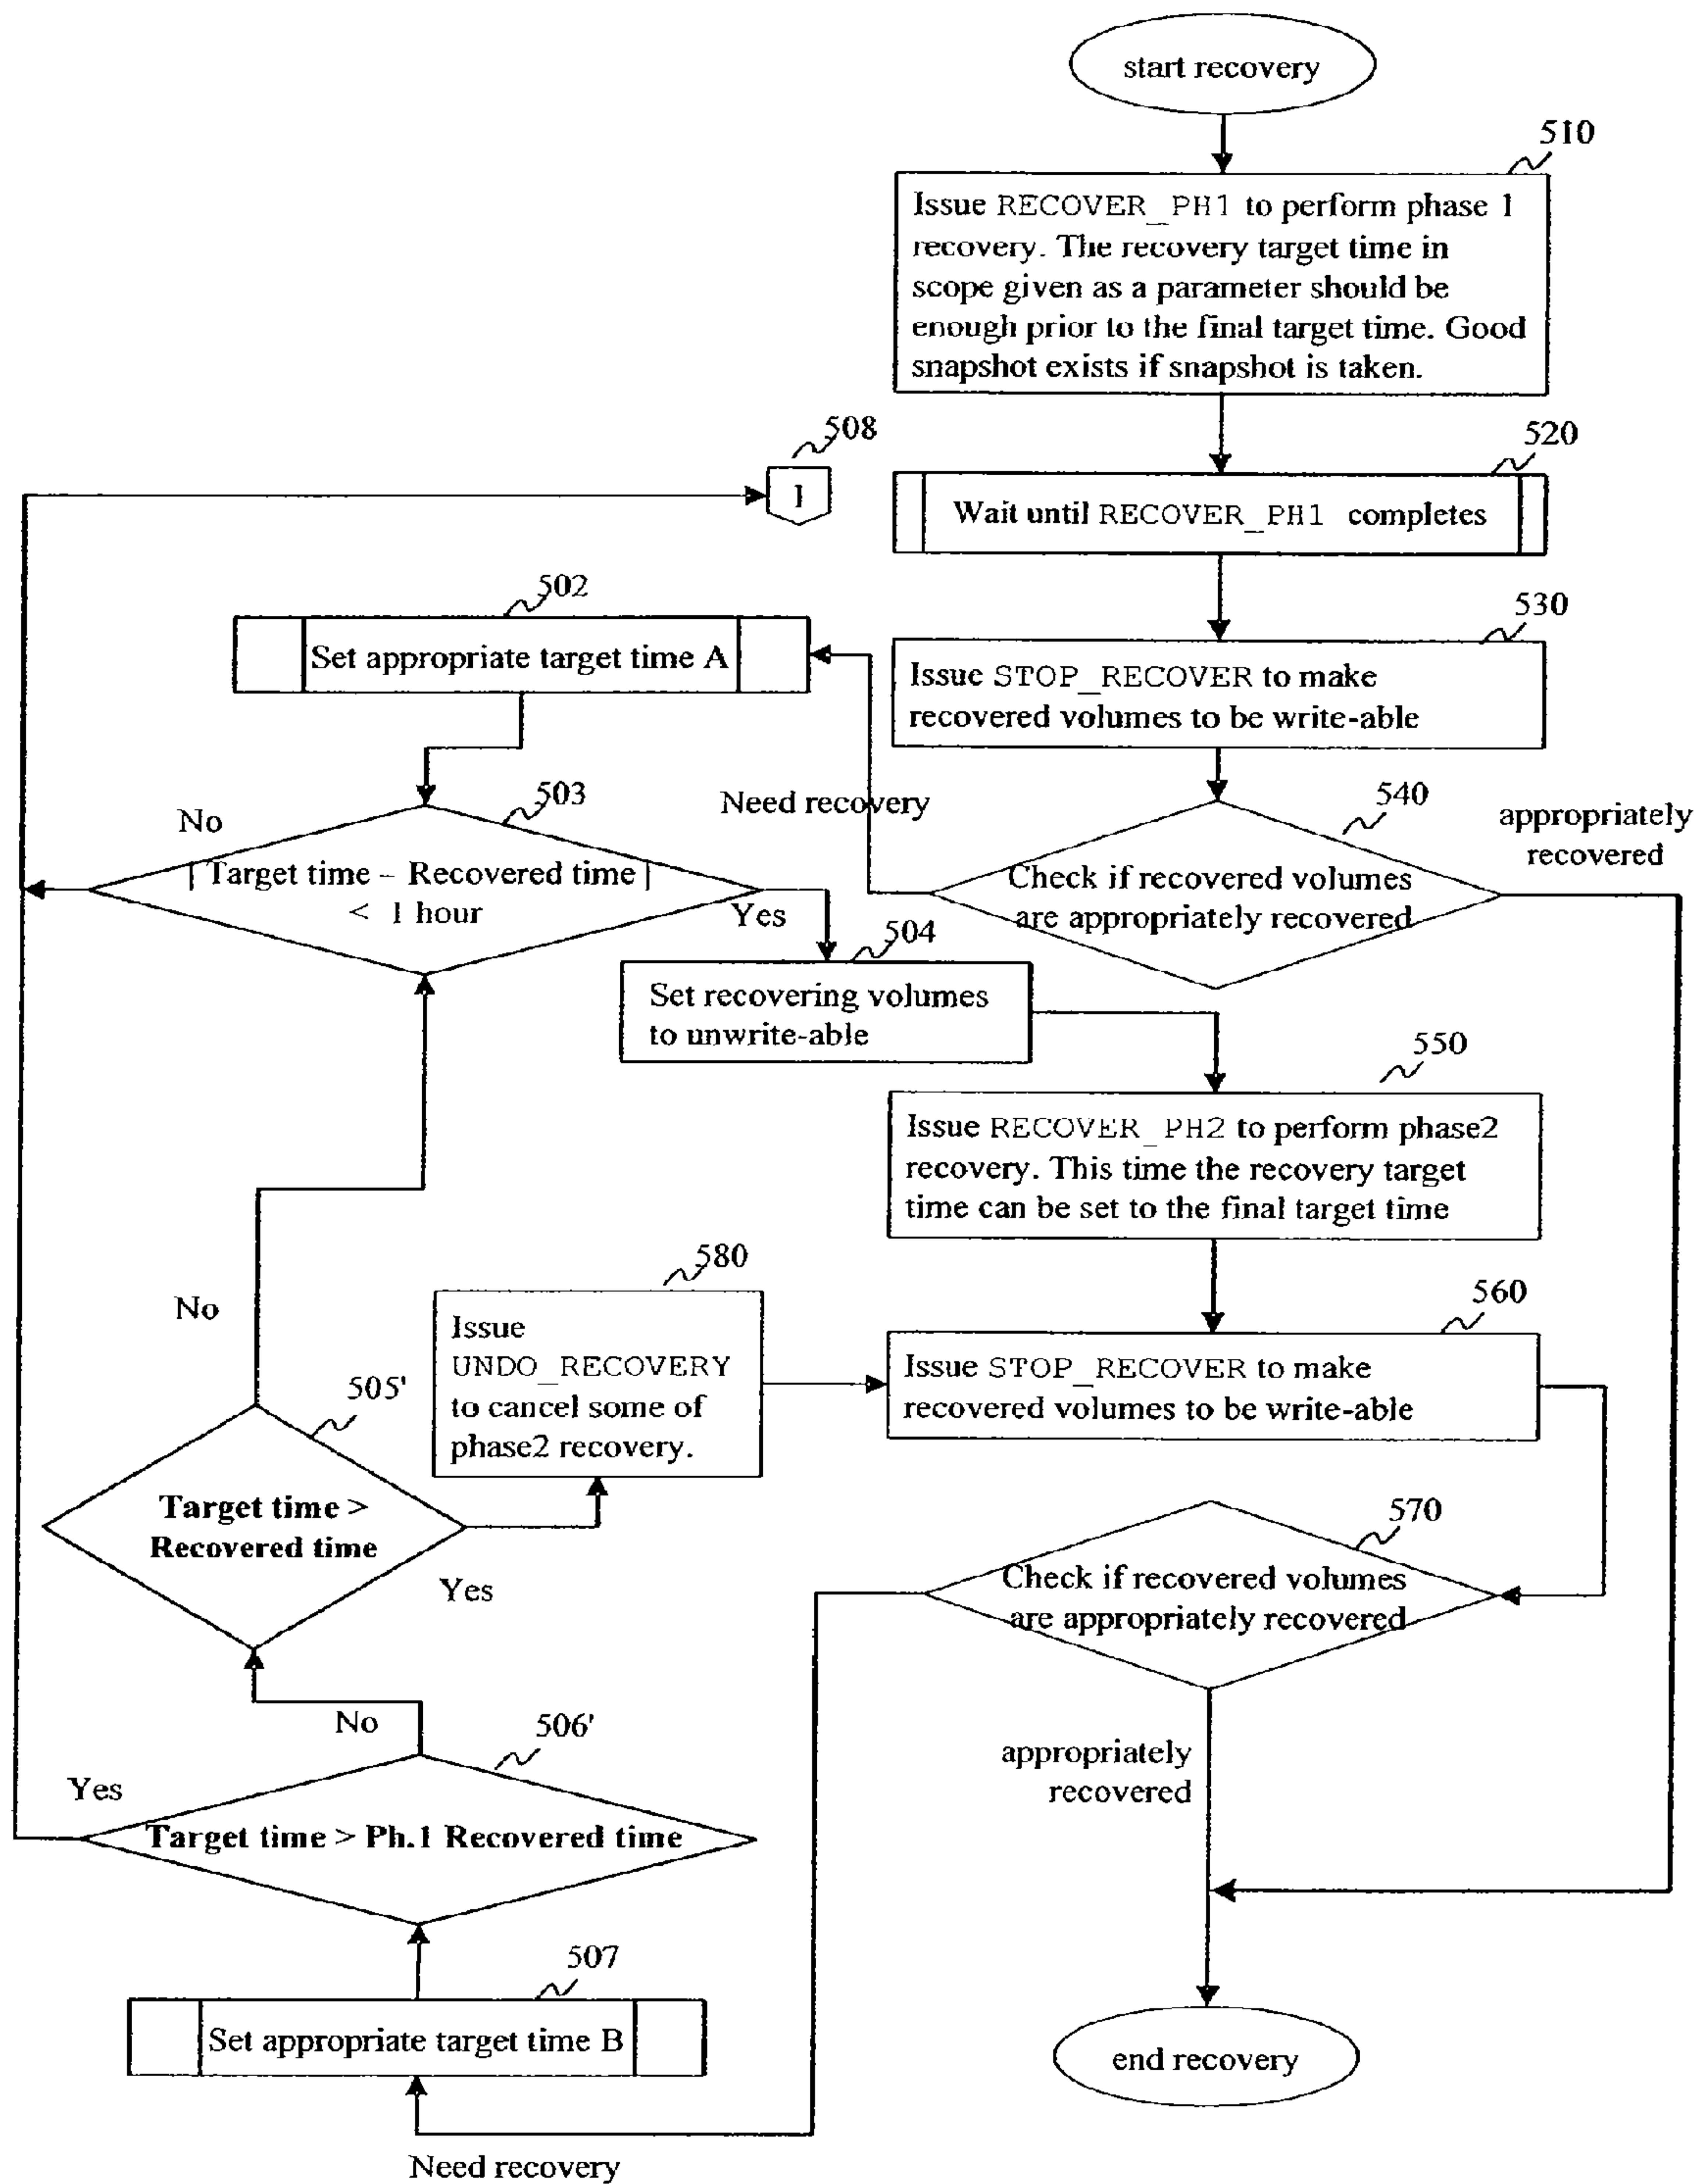 start recovery
510
Issue RECOVER_PH1 to perform phase 1
recovery. The recovery target time in
scope given as a parameter should be
enough prior to the final target time. Good
snapshot exists if snapshot is taken.
508
1
520
Wait until RECOVER_PH1 completes
502
Set appropriate target time A
530
Issue STOP_RECOVER to make
recovered volumes to be write-able
503
No
| Target time – Recovered time |
< 1 hour
Yes
Need recovery
540
Check if recovered volumes
are appropriately recovered
appropriately
recovered
504
Set recovering volumes
to unwrite-able
550
Issue RECOVER_PH2 to perform phase2
recovery. This time the recovery target
time can be set to the final target time
580
Issue
UNDO_RECOVERY
to cancel some of
phase2 recovery.
560
Issue STOP_RECOVER to make
recovered volumes to be write-able
No
505'
Target time >
Recovered time
Yes
570
Check if recovered volumes
are appropriately recovered
No
506'
Yes
Target time > Ph.1 Recovered time
appropriately
recovered
507
Set appropriate target time B
end recovery
Need recovery